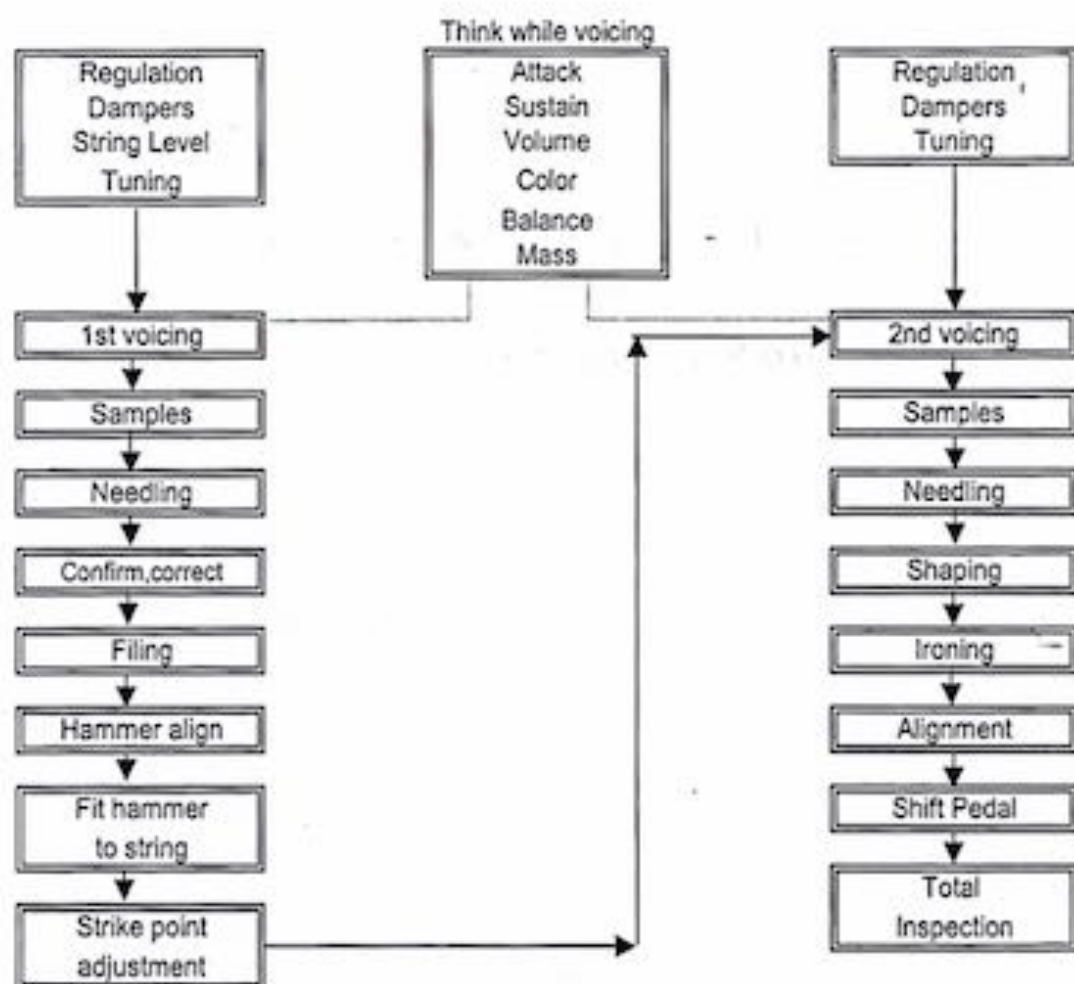 Think while voicing
Regulation
Dampers
String Level
Tuning
Attack
Sustain
Volume
Color
Balance
Mass
Regulation
Dampers
Tuning
1st voicing
Samples
Needling
Confirm,correct
Filing
Hammer align
Fit hammer
to string
Strike point
adjustment
2nd voicing
Samples
Needling
Shaping
Ironing
Alignment
Shift Pedal
Total
Inspection